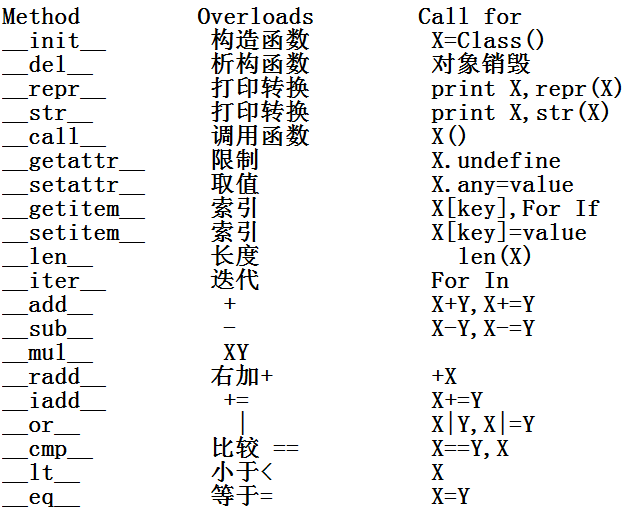 Method Overloads Call for
__init__ 构造函数 X=Class()
__del__ 析构函数 对象销毁
__repr__ 打印转换 print X,repr(X)
__str__ 打印转换 print X,str(X)
__call__ 调用函数 X()
__getattr__ 限制 X.undefine
__setattr__ 取值 X.any=value
__getitem__ 索引 X[key],For If
__setitem__ 索引 X[key]=value
__len__ 长度 len(X)
__iter__ 迭代 For In
__add__ + X+Y,X+=Y
__sub__ - X-Y,X-=Y
__mul__ XY
__radd__ 右加+ +X
__iadd__ += X+=Y
__or__ | X|Y,X|=Y
__cmp__ 比较 == X==Y,X
__lt__ 小于< X
__eq__ 等于= X=Y